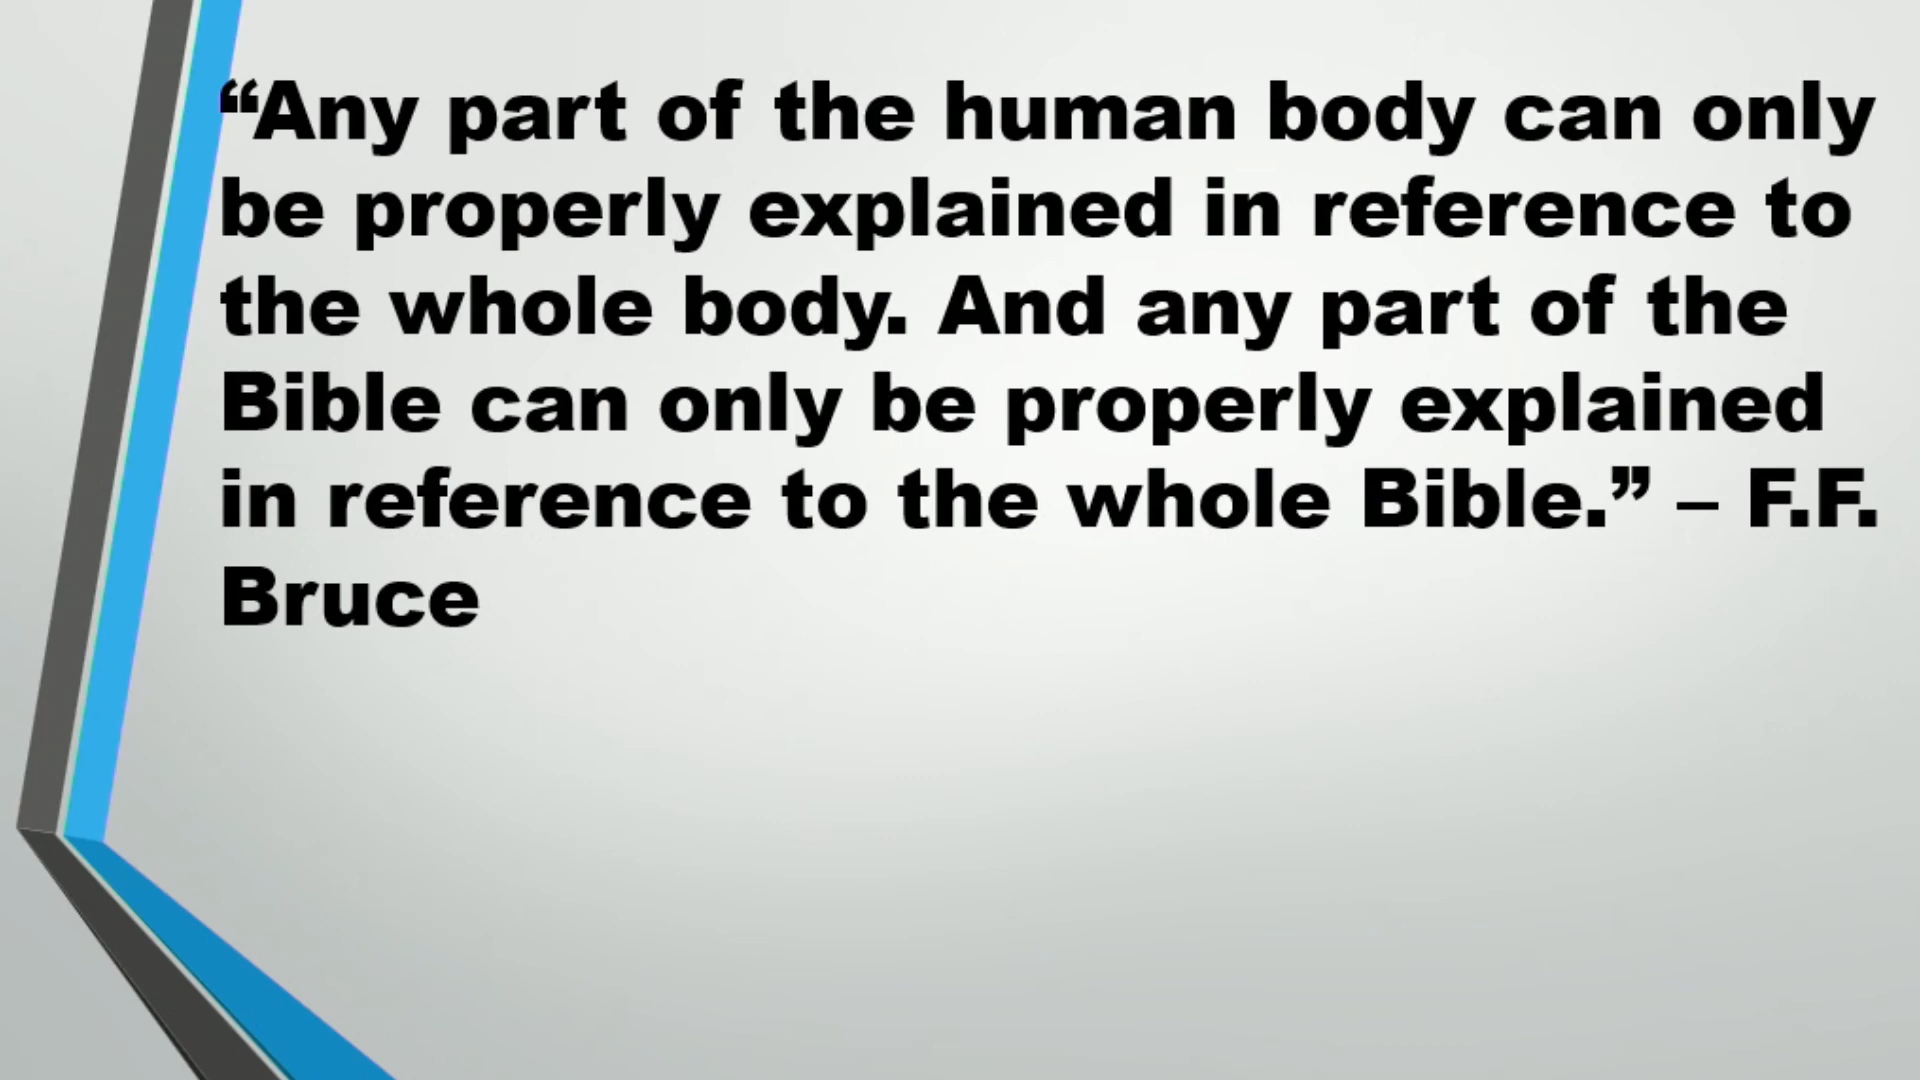 “Any part of the human body can only
be properly explained in reference to
the whole body. And any part of the
Bible can only be properly explained
in reference to the whole Bible.” – F.F.
Bruce